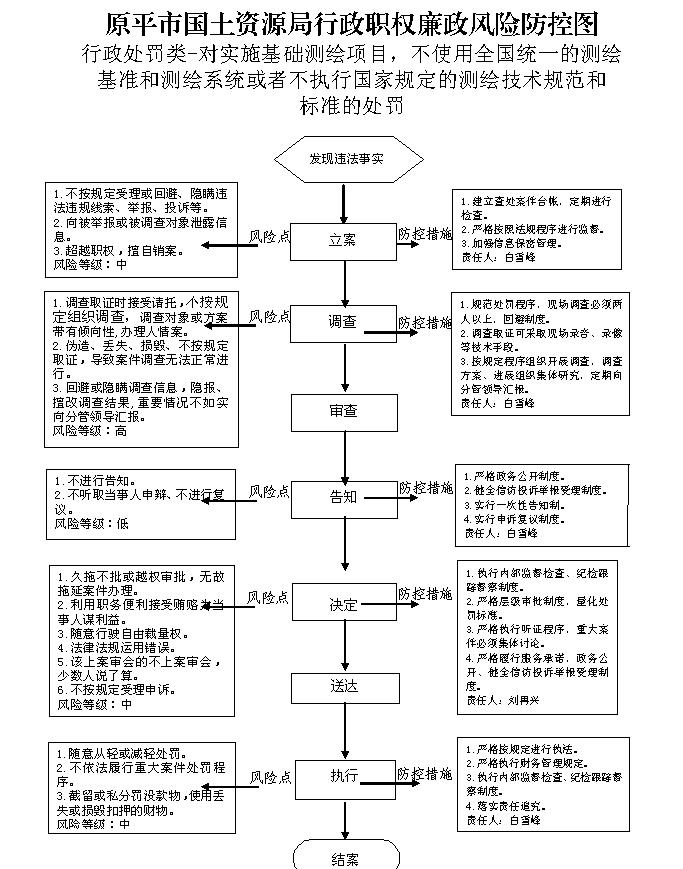 原平市国土资源局行政职权廉政风险防控图
行政处罚类-对实施基础测绘项目，不使用全国统一的测绘
基准和测绘系统或者不执行国家规定的测绘技术规范和
标准的处罚
发现违法事实
1.不按规定受理或回避、隐瞒违
法违规线索、举报、投诉等。
2.向被举报或被调查对象泄露信
息。
3.超越职权，擅自销案。
风险等级：中
风险点
立案
防控措施
1.建立查处案件台帐，定期进行
检查。
2.严格按照法规程序进行监督。
3.加强信息保密管理。
责任人：白雪峰
1.调查取证时接受请托，不按规
定组织调查，调查对象或方案
带有倾向性，办理人情案。
2.伪造、丢失、损毁、不按规定
取证，导致案件调查无法正常进
行。
3.回避或隐瞒调查信息，隐报、
擅改调查结果，重要情况不如实
向分管领导汇报。
风险等级：高
风险点
调查
防控措施
1.规范处罚程序，现场调查必须两
人以上，回避制度。
2.调查取证可采取现场录音、录像
等技术手段。
3.按规定程序组织开展调查，调查
方案、进展组织集体研究，定期向
分管领导汇报。
责任人：白雪峰
审查
1.不进行告知。
2.不听取当事人申辩、不进行复
议。
风险等级：低
风险点
告知
防控措施
1.严格政务公开制度。
2.健全信访投诉举报受理制度。
3.实行一次性告知制。
4.实行申诉复议制度。
责任人：白雪峰
1.久拖不批或越权审批，无故
拖延案件办理。
2.利用职务便利接受贿赂为当
事人谋利益。
3.随意行驶自由裁量权。
4.法律法规运用错误。
5.该上案审会的不上案审会，
少数人说了算。
6.不按规定受理申诉。
风险等级：中
风险点
决定
防控措施
1.执行内部监督检查、纪检跟
踪督察制度。
2.严格层级审批制度，量化处
罚标准。
3.严格执行听证程序，重大案
件必须集体讨论。
4.严格履行服务承诺、政务公
开、健全信访投诉举报受理制
度。
责任人：刘男兴
送达
1.随意从轻或减轻处罚。
2.不依法履行重大案件处罚程
序。
3.截留或私分罚没款物，使用丢
失或损毁扣押的财物。
风险等级：中
风险点
执行
防控措施
1.严格按规定进行执法。
2.严格执行财务管理规定。
3.执行内部监督检查、纪检跟踪督
察制度。
4.落实责任追究。
责任人：白雪峰
结案